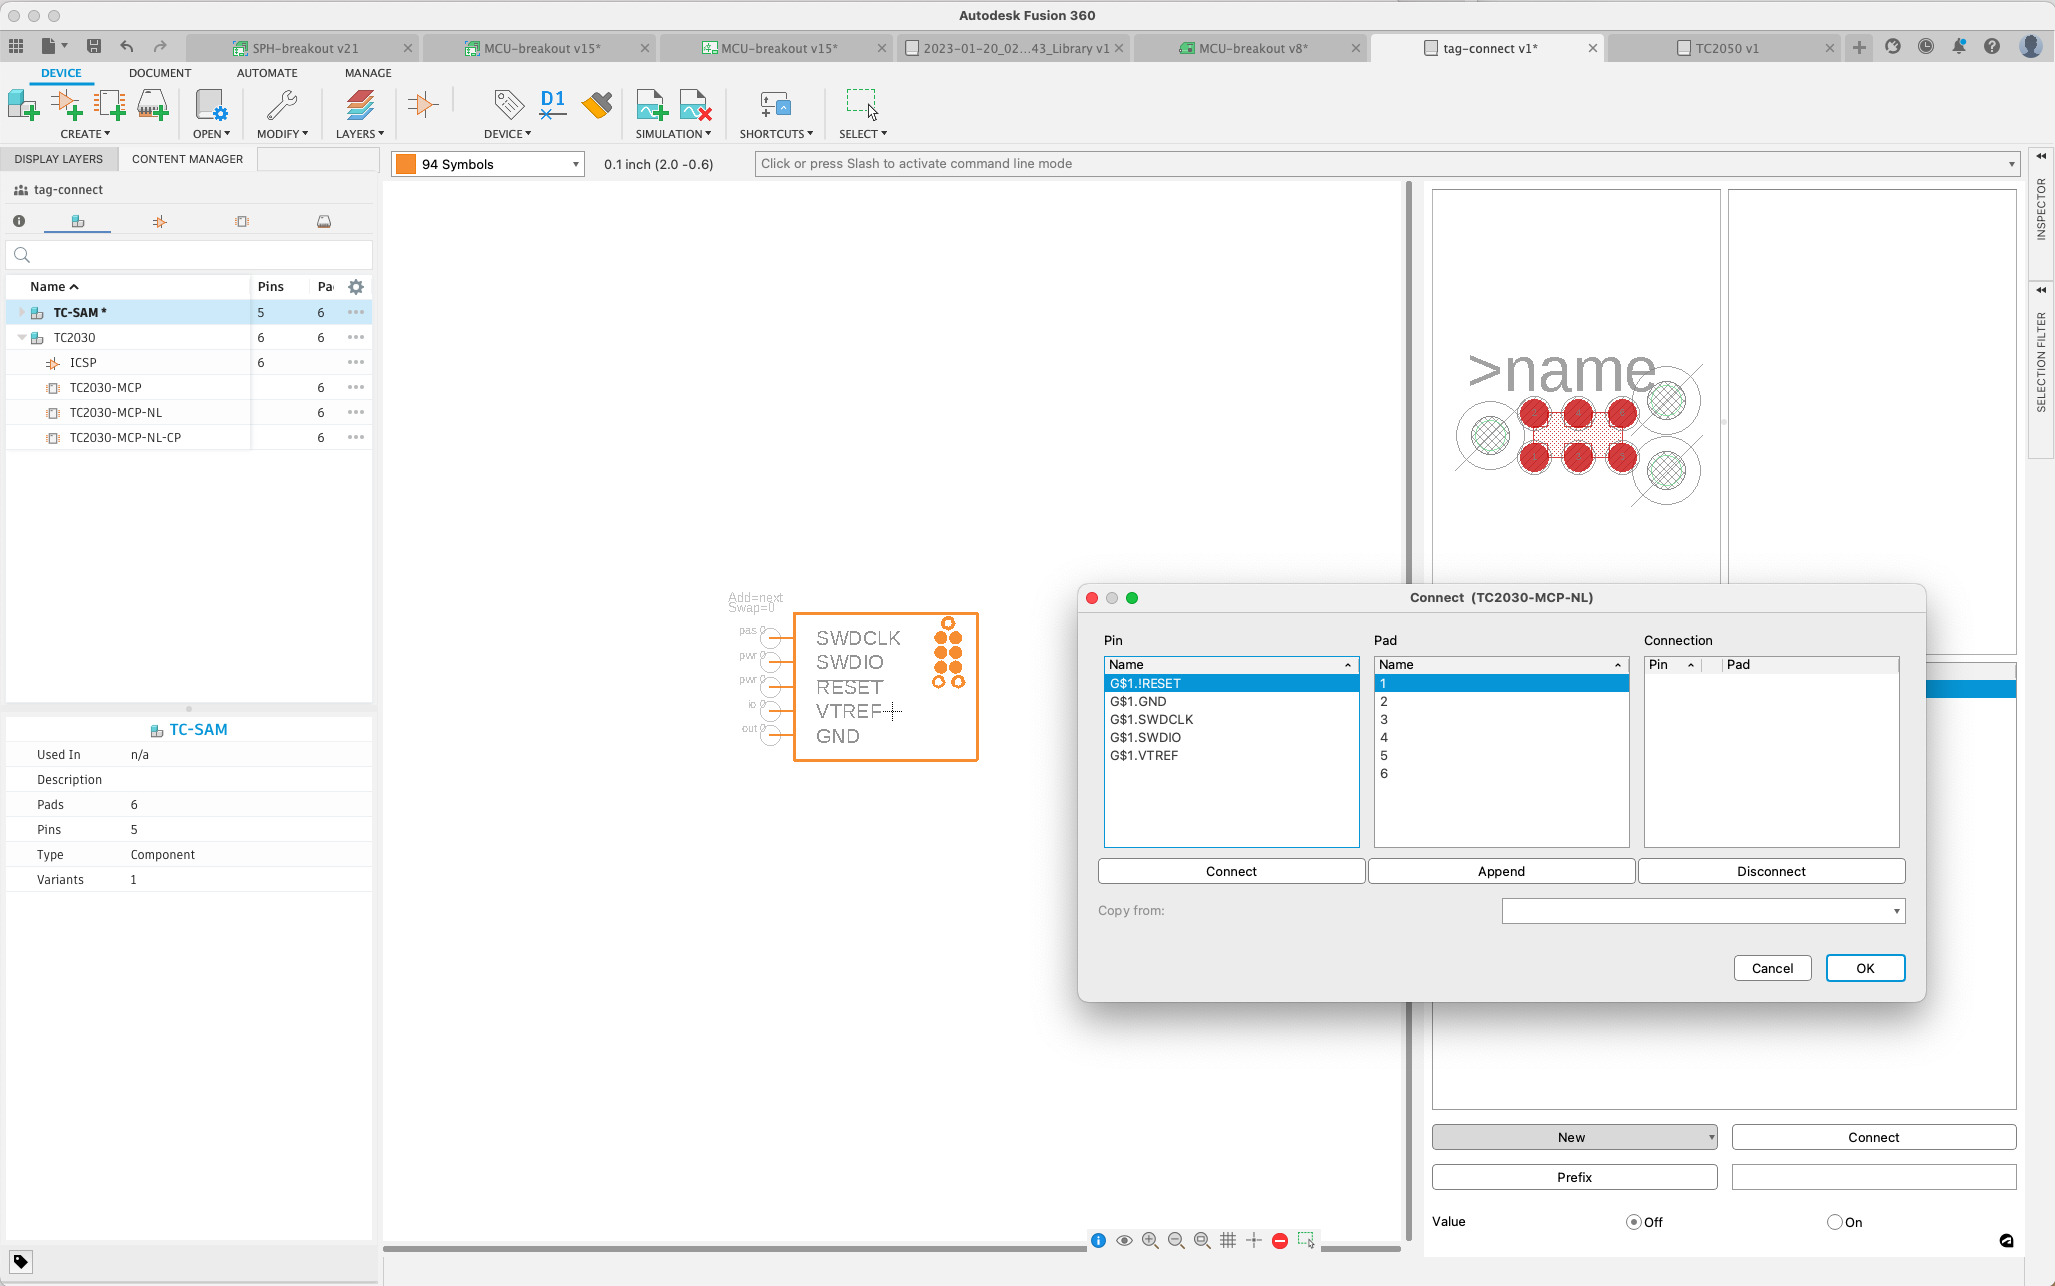 Autodesk Fusion 360
SPH-breakout v21
MCU-breakout v15*
MCU-breakout v15*
2023-01-20_02...43_Library v1
MCU-breakout v8*
tag-connect v1*
TC2050 v1
DEVICE
DOCUMENT
AUTOMATE
MANAGE
D1
CREATE
OPEN
MODIFY
LAYERS
DEVICE
SIMULATION
SHORTCUTS
SELECT
DISPLAY LAYERS
CONTENT MANAGER
94 Symbols
0.1 inch (2.0 -0.6)
Click or press Slash to activate command line mode
tag-connect
Name Pins Pa
TC-SAM * 5 6
TC2030 6 6
ICSP 6
TC2030-MCP 6
TC2030-MCP-NL 6
TC2030-MCP-NL-CP 6
TC-SAM
Used In n/a
Description
Pads 6
Pins 5
Type Component
Variants 1
Add=next
Swap=0
pas 0 SWDCLK
pwr 0 SWDIO
pwr 0 RESET
io 0 VTREF
out 0 GND
>name
INSPECTOR
SELECTION FILTER
Connect (TC2030-MCP-NL)
Pin Pad Connection
Name Name Pin Pad
G$1.!RESET 1
G$1.GND 2
G$1.SWDCLK 3
G$1.SWDIO 4
G$1.VTREF 5
6
Connect Append Disconnect
Copy from:
Cancel OK
New Connect
Prefix
Value Off On